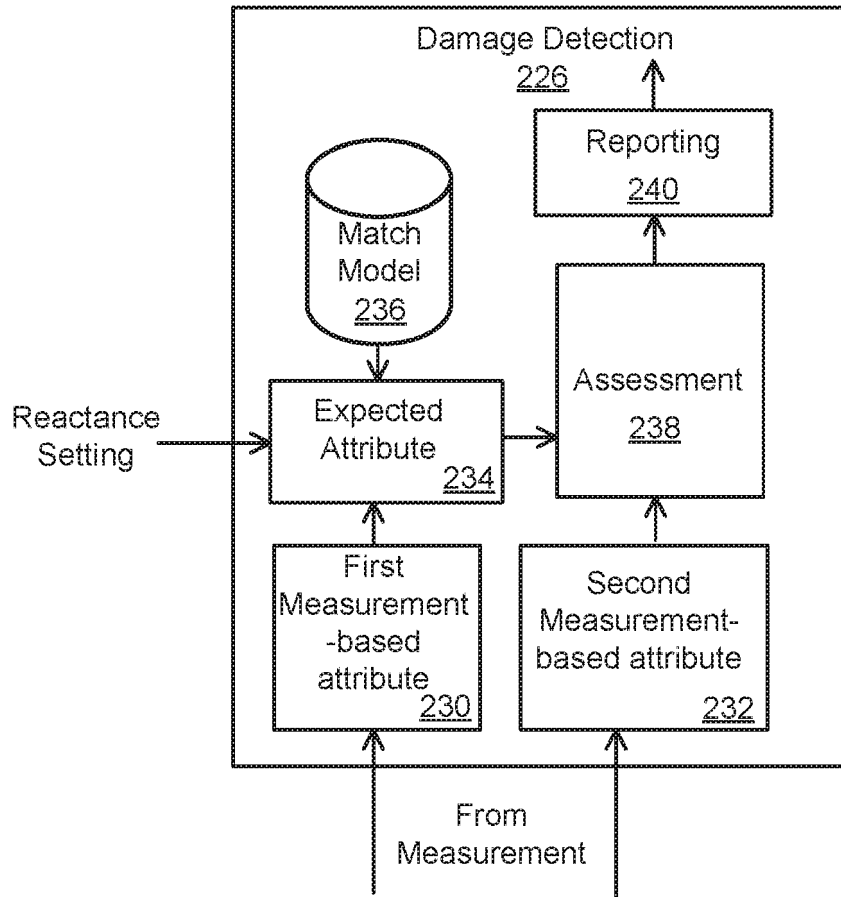 Damage Detection
226
Reporting
240
Match
Model
236
Assessment
238
Reactance
Setting
Expected
Attribute
234
First
Measurement
-based
attribute
230
Second
Measurement-
based attribute
232
From
Measurement